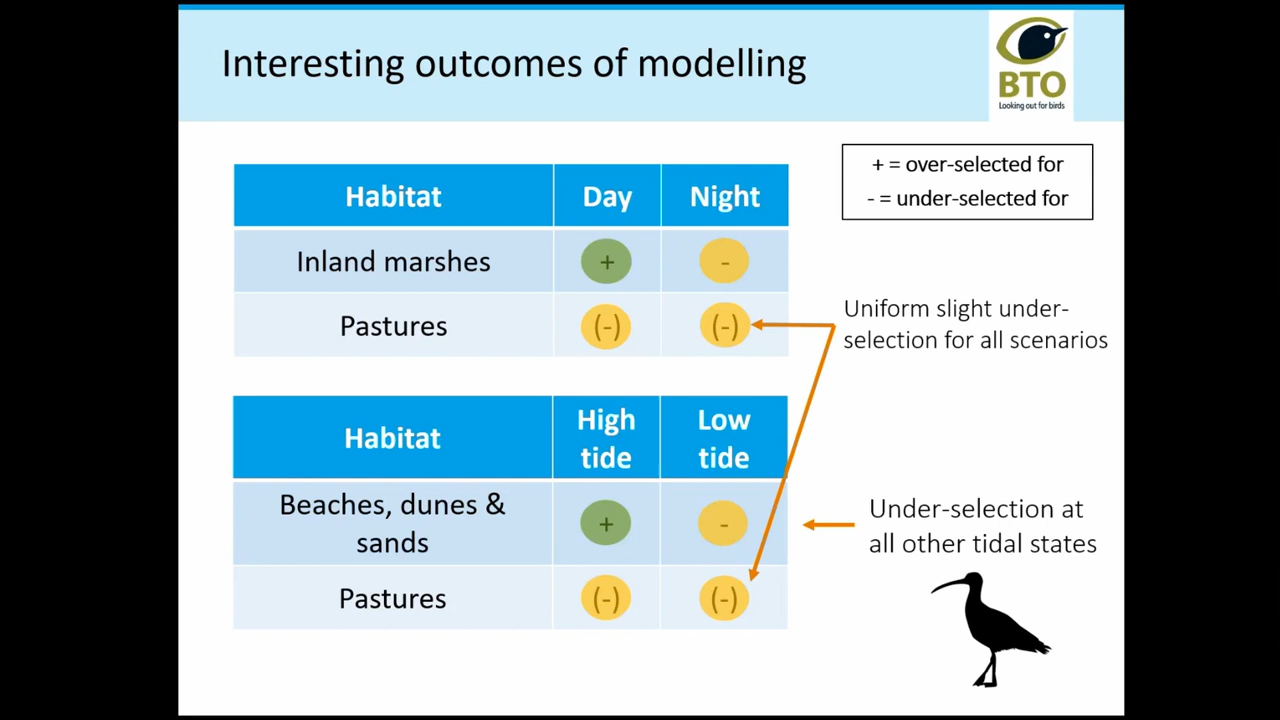 Interesting outcomes of modelling
BTO
Looking out for birds
+ = over-selected for
- = under-selected for
Habitat Day Night
Inland marshes + -
Pastures (-) (-)
Uniform slight under-
selection for all scenarios
Habitat High tide Low tide
Beaches, dunes &
sands + -
Pastures (-) (-)
Under-selection at
all other tidal states